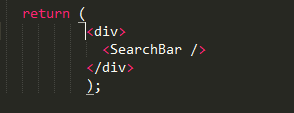 return (
<div>
<SearchBar />
</div>
);